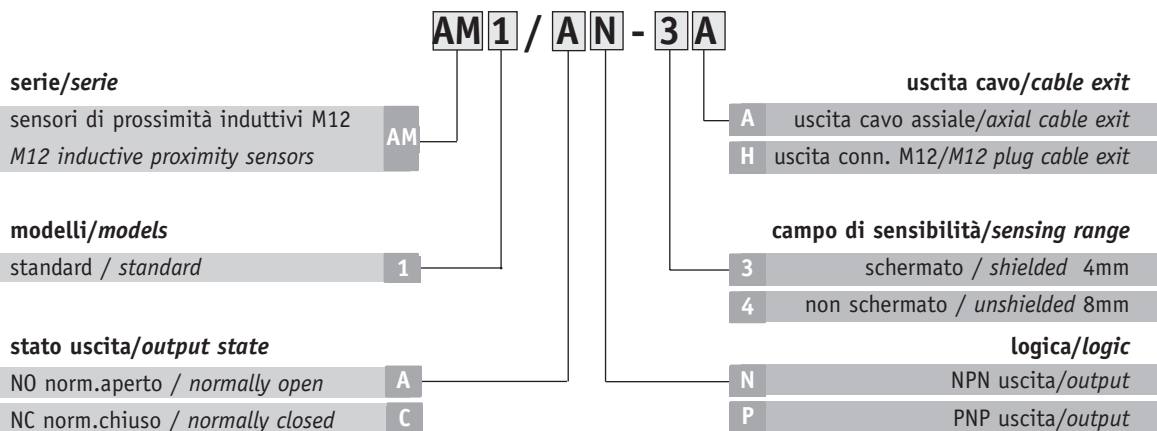 AM1/AN-3A
serie/serie
sensori di prossimità induttivi M12
M12 inductive proximity sensors
AM
modelli/models
standard / standard
1
stato uscita/output state
NO norm.aperto / normally open
A
NC norm.chiuso / normally closed
C
uscita cavo/cable exit
A uscita cavo assiale/axial cable exit
H uscita conn. M12/M12 plug cable exit
campo di sensibilità/sensing range
3 schermato / shielded 4mm
4 non schermato / unshielded 8mm
logica/logic
N NPN uscita/output
P PNP uscita/output